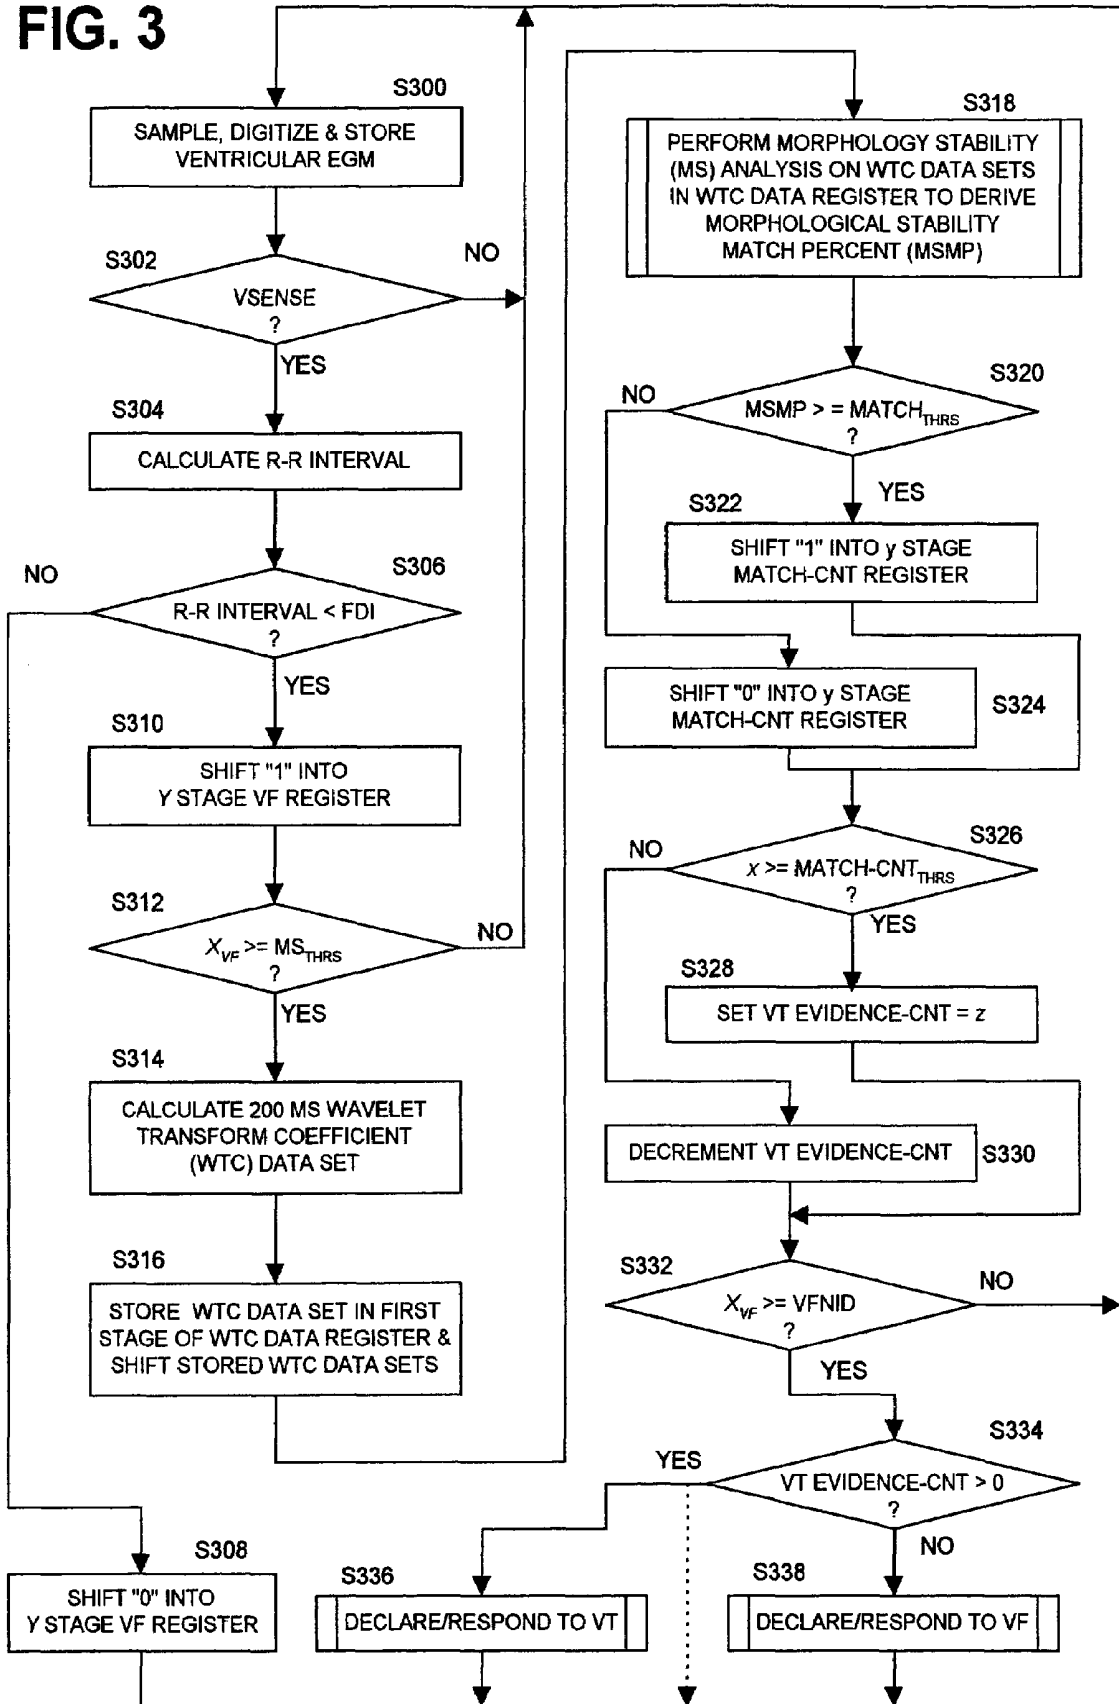 FIG. 3
S300
SAMPLE, DIGITIZE & STORE
VENTRICULAR EGM
S302
NO
VSENSE
?
YES
S304
CALCULATE R-R INTERVAL
NO
S306
R-R INTERVAL < FDI
?
YES
S310
SHIFT "1" INTO
Y STAGE VF REGISTER
S312
X_VF >= MS_THRS
?
NO
YES
S314
CALCULATE 200 MS WAVELET
TRANSFORM COEFFICIENT
(WTC) DATA SET
S316
STORE WTC DATA SET IN FIRST
STAGE OF WTC DATA REGISTER &
SHIFT STORED WTC DATA SETS
S308
SHIFT "0" INTO
Y STAGE VF REGISTER
S318
PERFORM MORPHOLOGY STABILITY
(MS) ANALYSIS ON WTC DATA SETS
IN WTC DATA REGISTER TO DERIVE
MORPHOLOGICAL STABILITY
MATCH PERCENT (MSMP)
S320
NO
MSMP > = MATCH_THRS
?
YES
S322
SHIFT "1" INTO y STAGE
MATCH-CNT REGISTER
SHIFT "0" INTO y STAGE
MATCH-CNT REGISTER
S324
S326
NO
x >= MATCH-CNT_THRS
?
YES
S328
SET VT EVIDENCE-CNT = z
DECREMENT VT EVIDENCE-CNT
S330
S332
NO
X_VF >= VFNID
?
YES
S334
YES
VT EVIDENCE-CNT > 0
?
NO
S336
DECLARE/RESPOND TO VT
S338
DECLARE/RESPOND TO VF